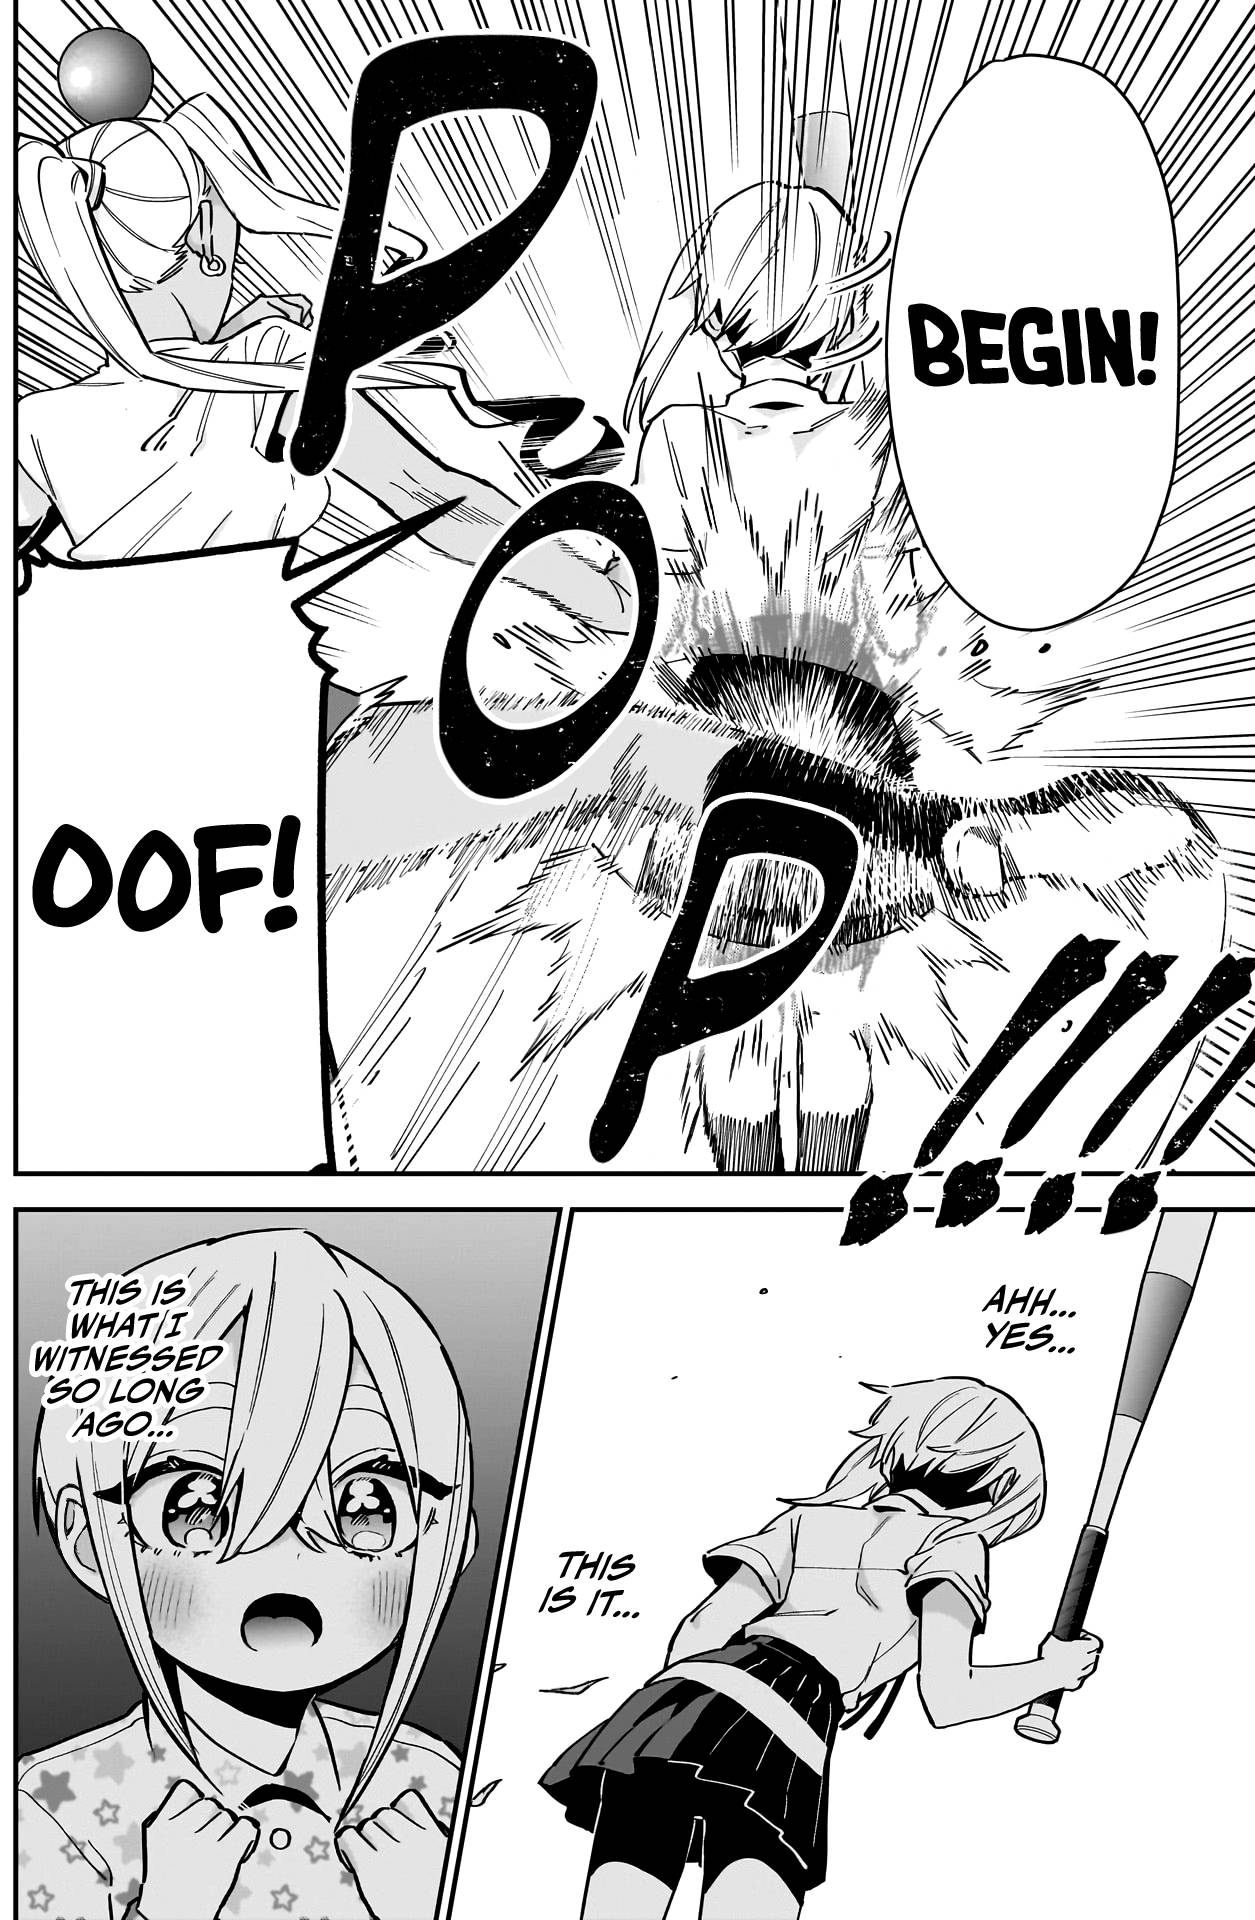 BEGIN!
POP!!!!
OOF!
AHH...
YES...
THIS
IS IT...
THIS IS
WHAT I
WITNESSED
SO LONG
AGO...